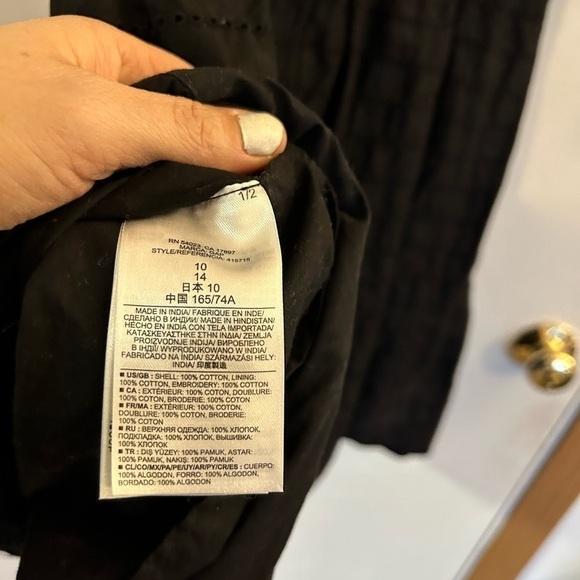 1/2
RN 54023, CA 17897
MARCA: GAP
STYLE/REFERENCIA: 415715
10
14
日本 10
中国 165/74A
MADE IN INDIA/ FABRIQUE EN INDE/
СДЕЛАНО В ИНДИИ/ MADE IN HINDISTAN/
HECHO EN INDIA CON TELA IMPORTADA/
ΚΑΤΑΣΚΕΥΑΣΤΗΚΕ ΣΤΗΝ ΙΝΔΙΑ/ ZEMLJA
PROIZVODNJE INDIJA/ ВИРОБЛЕНО
В ІНДІЇ/ WYPRODUKOWANO W INDIACH/
FABRICADO NA ÍNDIA/ SZÁRMAZÁSI HELY:
INDIA/ 印度製造
■ US/GB : SHELL: 100% COTTON, LINING:
100% COTTON, EMBROIDERY: 100% COTTON
■ CA : EXTÉRIEUR: 100% COTON, DOUBLURE:
100% COTON, BRODERIE: 100% COTON
■ FR/MA : EXTÉRIEUR: 100% COTON,
DOUBLURE: 100% COTON, BRODERIE:
100% COTON
■ RU : ВЕРХНЯЯ ОДЕЖДА: 100% ХЛОПОК,
ПОДКЛАДКА: 100% ХЛОПОК, ВЫШИВКА:
100% ХЛОПОК
■ TR : DIŞ YÜZEY: 100% PAMUK, ASTAR:
100% PAMUK, NAKIŞ: 100% PAMUK
■ CL/CO/MX/PA/PE/UY/AR/PY/CR/ES : CUERPO:
100% ALGODÓN, FORRO: 100% ALGODÓN,
BORDADO: 100% ALGODÓN